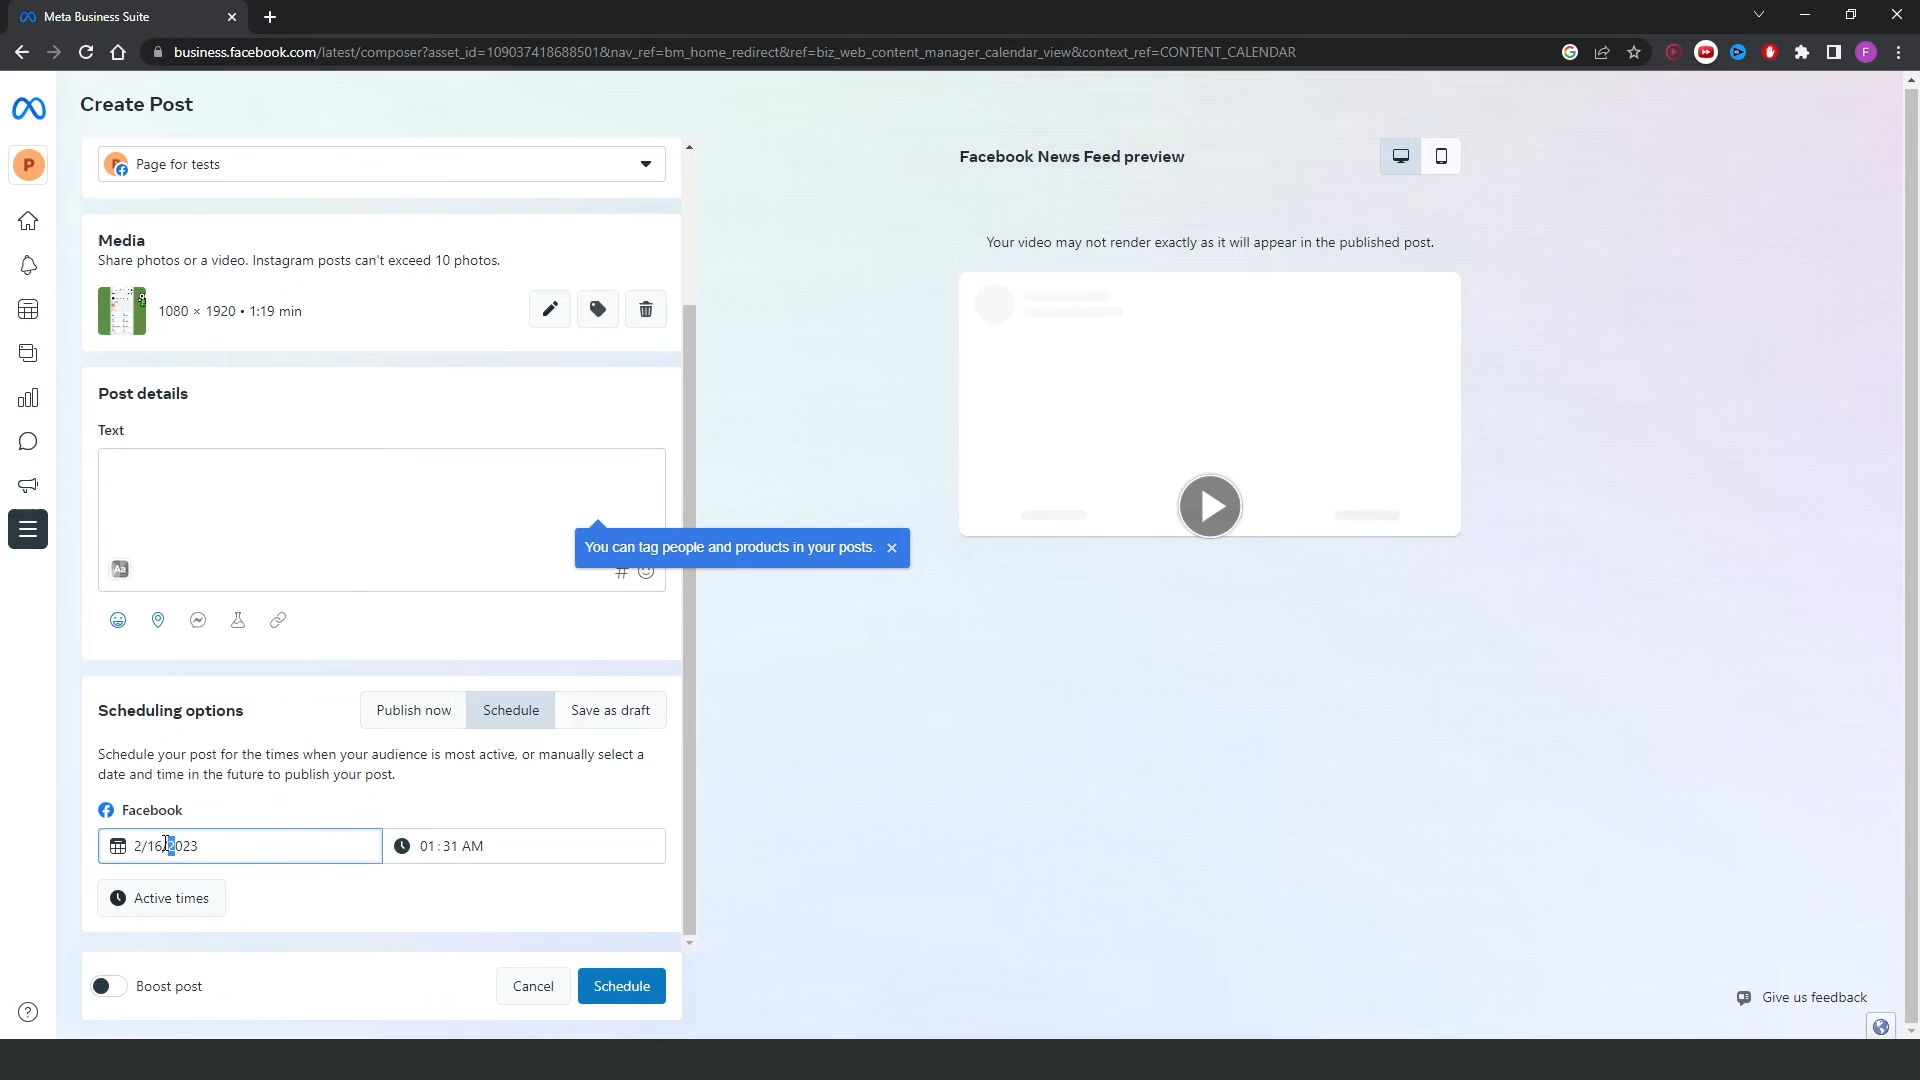 Meta Business Suite
business.facebook.com/latest/composer?asset_id=109037418688501&nav_ref=bm_home_redirect&ref=biz_web_content_manager_calendar_view&context_ref=CONTENT_CALENDAR
F
Create Post
P
Page for tests
Media
Share photos or a video. Instagram posts can't exceed 10 photos.
1080 × 1920 • 1:19 min
Post details
Text
You can tag people and products in your posts.
Aa
#
Scheduling options
Publish now
Schedule
Save as draft
Schedule your post for the times when your audience is most active, or manually select a
date and time in the future to publish your post.
Facebook
2/16/2023
01:31 AM
Active times
Boost post
Cancel
Schedule
Facebook News Feed preview
Your video may not render exactly as it will appear in the published post.
Give us feedback